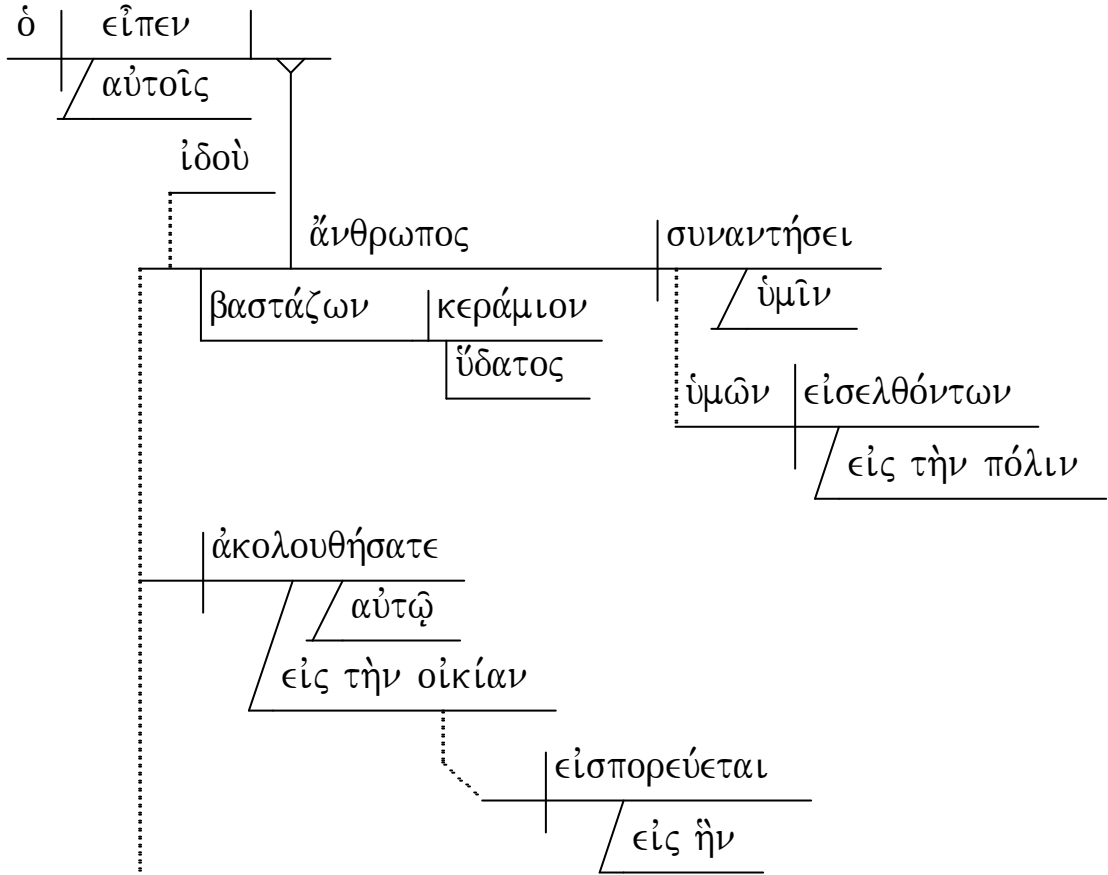 ὁ εἶπεν
αὐτοῖς
ἰδοὺ
ἄνθρωπος συναντήσει
βαστάζων κεράμιον ὑμῖν
ὕδατος
ὑμῶν εἰσελθόντων
εἰς τὴν πόλιν
ἀκολουθήσατε
αὐτῷ
εἰς τὴν οἰκίαν
εἰσπορεύεται
εἰς ἣν